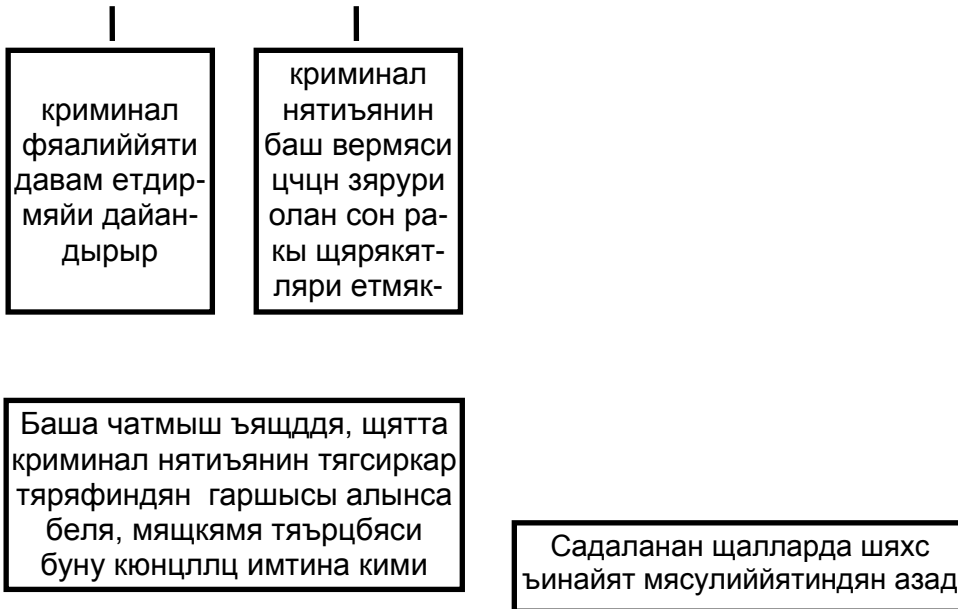 криминал
фяалиййяти
давам етдир-
мяйи дайан-
дырыр
криминал
нятиъянин
баш вермяси
цчцн зярури
олан сон ра-
кы щярякят-
ляри етмяк-
Баша чатмыш ъящддя, щятта
криминал нятиъянин тягсиркар
тяряфиндян гаршысы алынса
беля, мящкямя тяърцбяси
буну кюнцллц имтина кими
Садаланан щалларда шяхс
ъинайят мясулиййятиндян азад